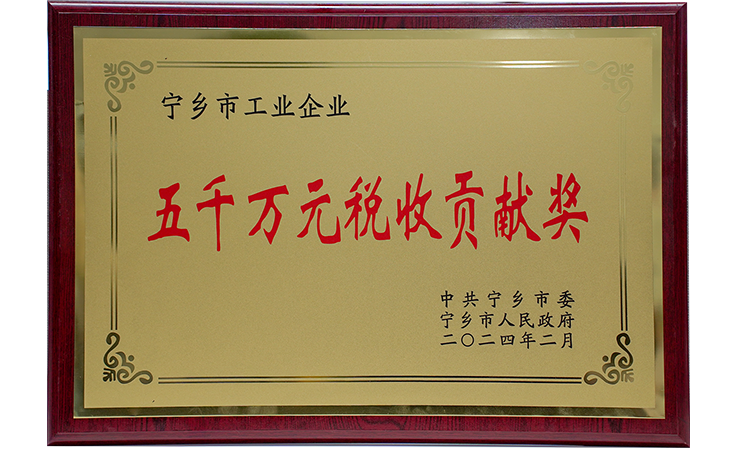 宁乡市工业企业
五千万元税收贡献奖
中共宁乡市委
宁乡市人民政府
二〇二四年二月